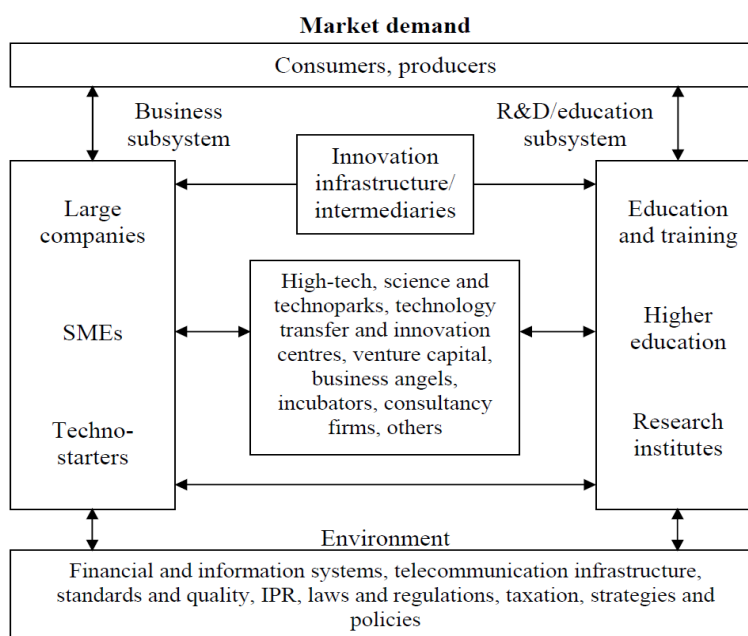 Market demand
Consumers, producers
Business
subsystem
R&D/education
subsystem
Innovation
infrastructure/
intermediaries
Large
companies
SMEs
Techno-
starters
High-tech, science and
technoparks, technology
transfer and innovation
centres, venture capital,
business angels,
incubators, consultancy
firms, others
Education
and training
Higher
education
Research
institutes
Environment
Financial and information systems, telecommunication infrastructure,
standards and quality, IPR, laws and regulations, taxation, strategies and
policies